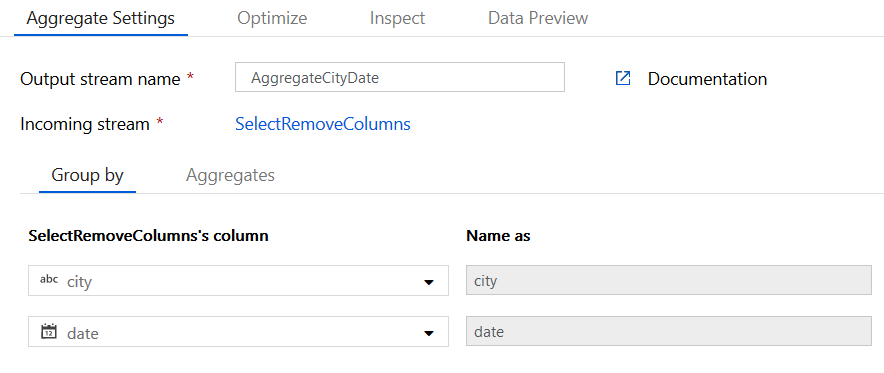 Aggregate Settings Optimize Inspect Data Preview
Output stream name * AggregateCityDate Documentation
Incoming stream * SelectRemoveColumns
Group by Aggregates
SelectRemoveColumns's column Name as
abc city city
12 date date